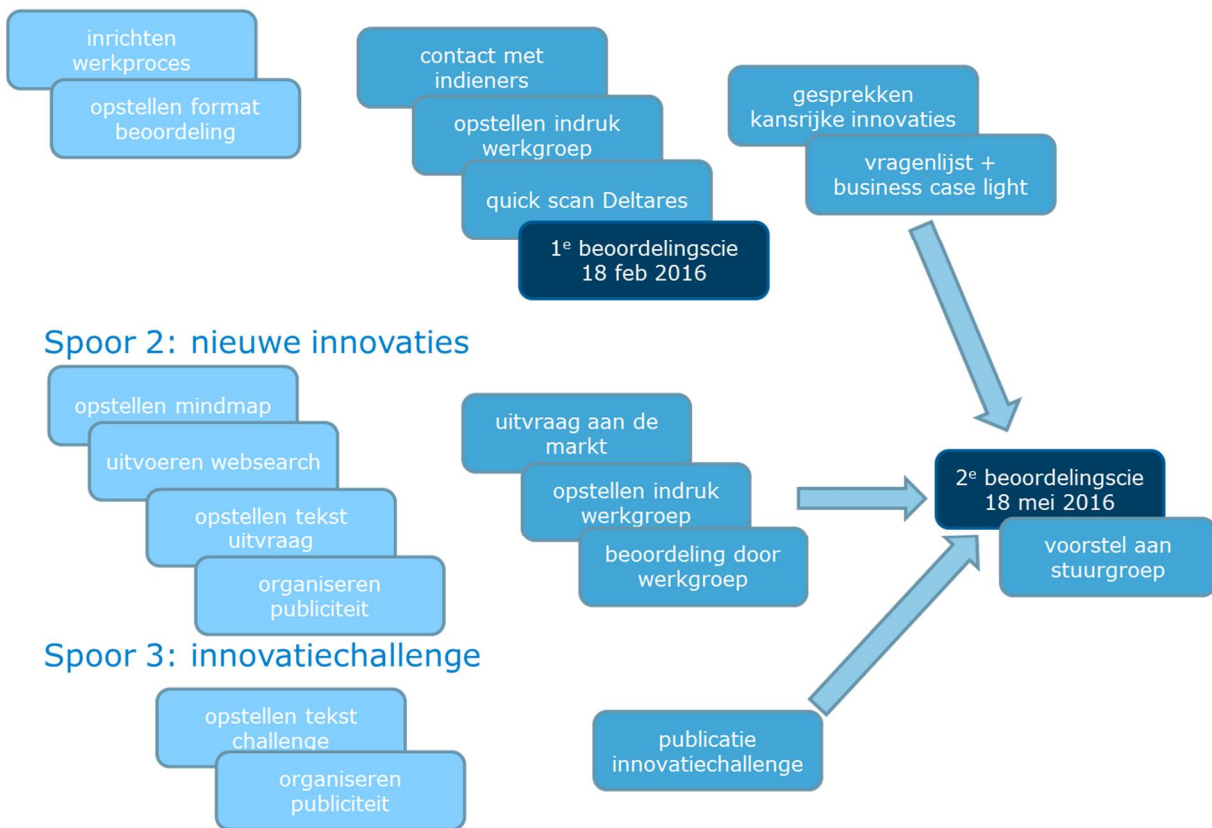 inrichten
werkproces
opstellen format
beoordeling
contact met
indieners
opstellen indruk
werkgroep
quick scan Deltares
1e beoordelingscie
18 feb 2016
gesprekken
kansrijke innovaties
vragenlijst +
business case light
Spoor 2: nieuwe innovaties
opstellen mindmap
uitvoeren websearch
opstellen tekst
uitvraag
organiseren
publiciteit
uitvraag aan de
markt
opstellen indruk
werkgroep
beoordeling door
werkgroep
2e beoordelingscie
18 mei 2016
voorstel aan
stuurgroep
Spoor 3: innovatiechallenge
opstellen tekst
challenge
organiseren
publiciteit
publicatie
innovatiechallenge